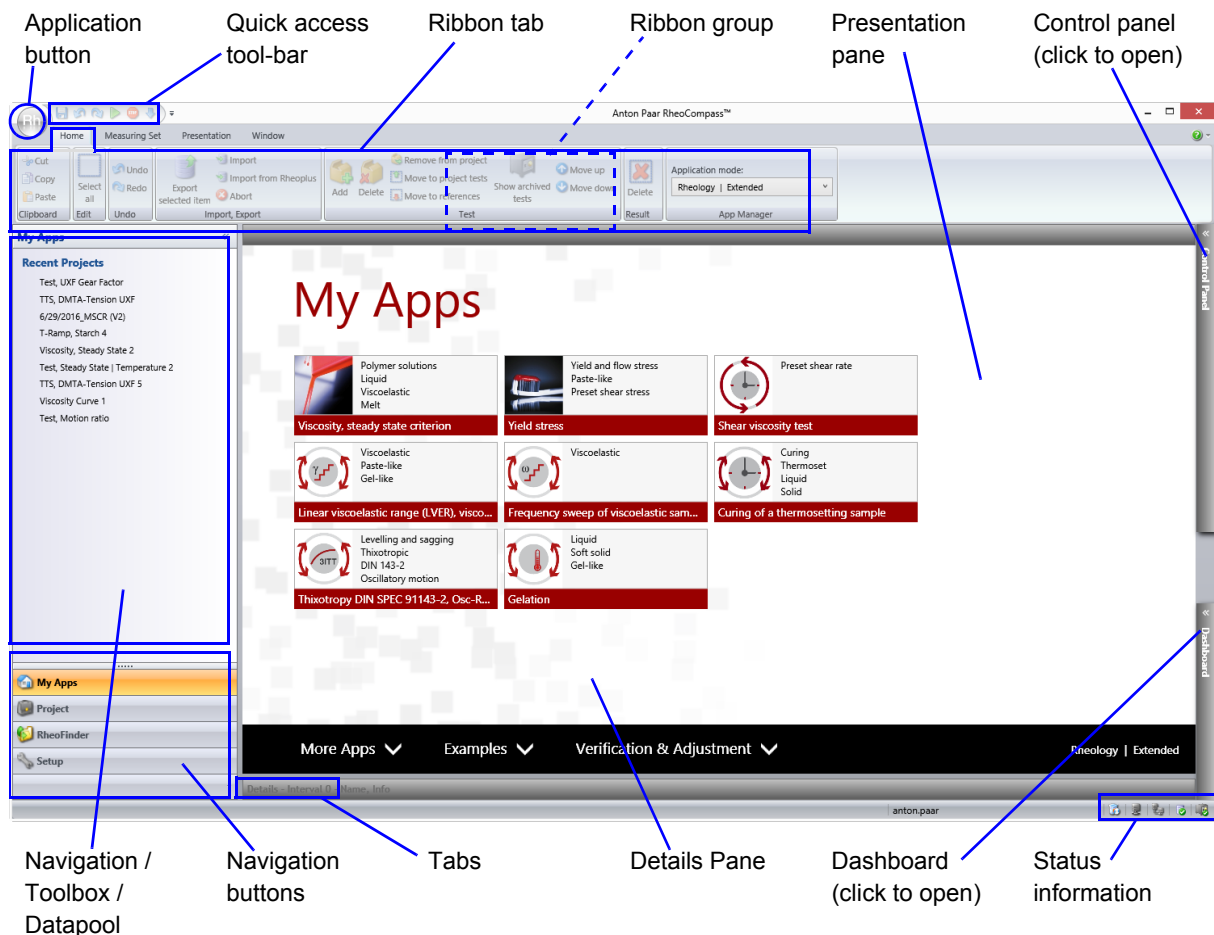 Application
button
Quick access
tool-bar
Ribbon tab
Ribbon group
Presentation
pane
Control panel
(click to open)
Rh
Anton Paar RheoCompass™
Home
Measuring Set
Presentation
Window
Cut
Copy
Paste
Clipboard
Select
all
Edit
Undo
Redo
Undo
Export
selected item
Import
Import from Rheoplus
Abort
Import, Export
Add
Delete
Remove from project
Move to project tests
Move to references
Show archived
tests
Move up
Move down
Test
Delete
Result
Application mode:
Rheology | Extended
App Manager
My Apps
Recent Projects
Test, UXF Gear Factor
TTS, DMTA-Tension UXF
6/29/2016_MSCR (V2)
T-Ramp, Starch 4
Viscosity, Steady State 2
Test, Steady State | Temperature 2
TTS, DMTA-Tension UXF 5
Viscosity Curve 1
Test, Motion ratio
My Apps
Polymer solutions
Liquid
Viscoelastic
Melt
Viscosity, steady state criterion
Yield and flow stress
Paste-like
Preset shear stress
Yield stress
Preset shear rate
Shear viscosity test
γ
Viscoelastic
Paste-like
Gel-like
Linear viscoelastic range (LVER), visco...
ω
Viscoelastic
Frequency sweep of viscoelastic sam...
Curing
Thermoset
Liquid
Solid
Curing of a thermosetting sample
3ITT
Levelling and sagging
Thixotropic
DIN 143-2
Oscillatory motion
Thixotropy DIN SPEC 91143-2, Osc-R...
Liquid
Soft solid
Gel-like
Gelation
Control Panel
Dashboard
My Apps
Project
RheoFinder
Setup
More Apps
Examples
Verification & Adjustment
Rheology | Extended
Details - Interval 0 - Name, Info
anton.paar
Navigation /
Toolbox /
Datapool
Navigation
buttons
Tabs
Details Pane
Dashboard
(click to open)
Status
information